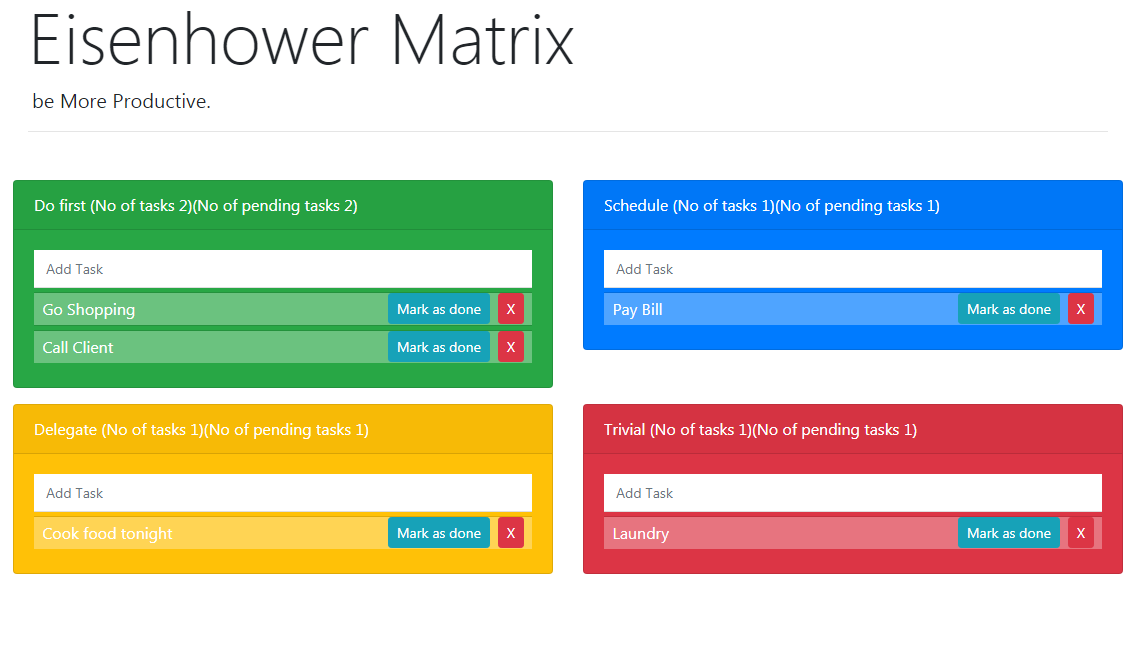 Eisenhower Matrix
be More Productive.
Do first (No of tasks 2)(No of pending tasks 2)
Add Task
Go Shopping Mark as done X
Call Client Mark as done X
Schedule (No of tasks 1)(No of pending tasks 1)
Add Task
Pay Bill Mark as done X
Delegate (No of tasks 1)(No of pending tasks 1)
Add Task
Cook food tonight Mark as done X
Trivial (No of tasks 1)(No of pending tasks 1)
Add Task
Laundry Mark as done X